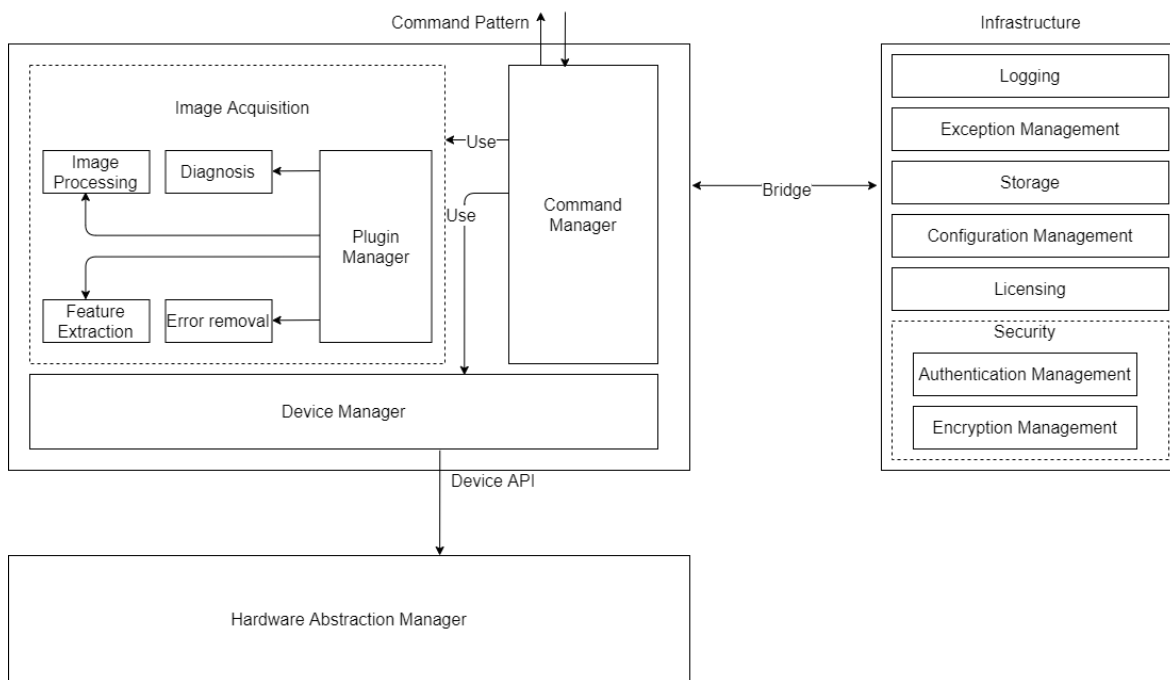 Command Pattern
Infrastructure
Image Acquisition
Image
Processing
Diagnosis
Plugin
Manager
Feature
Extraction
Error removal
Use
Use
Command
Manager
Device Manager
Device API
Hardware Abstraction Manager
Bridge
Logging
Exception Management
Storage
Configuration Management
Licensing
Security
Authentication Management
Encryption Management